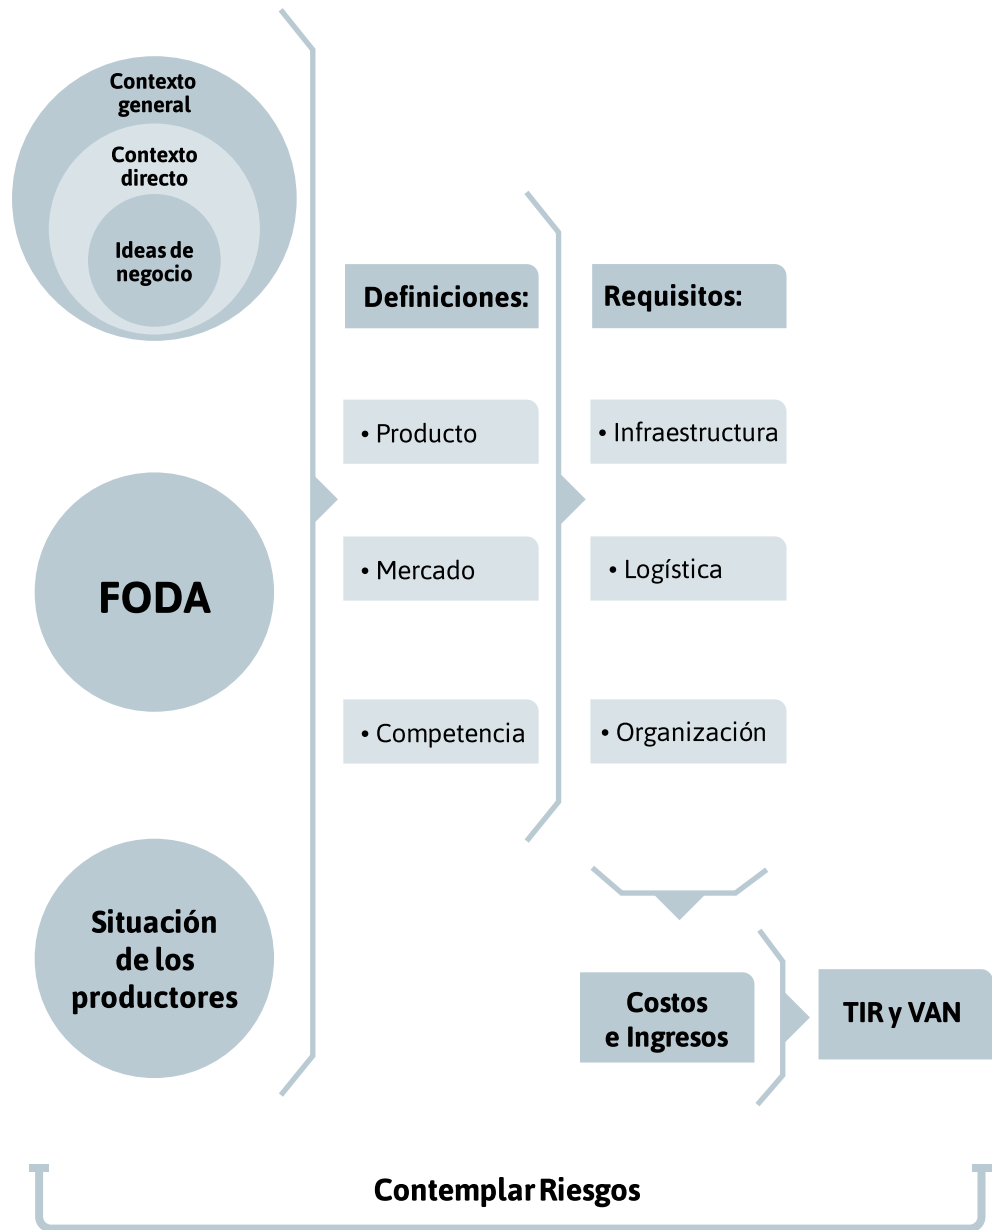 Contexto
general
Contexto
directo
Ideas de
negocio
FODA
Situación
de los
productores
Definiciones:
• Producto
• Mercado
• Competencia
Requisitos:
• Infraestructura
• Logística
• Organización
Costos
e Ingresos
TIR y VAN
Contemplar Riesgos